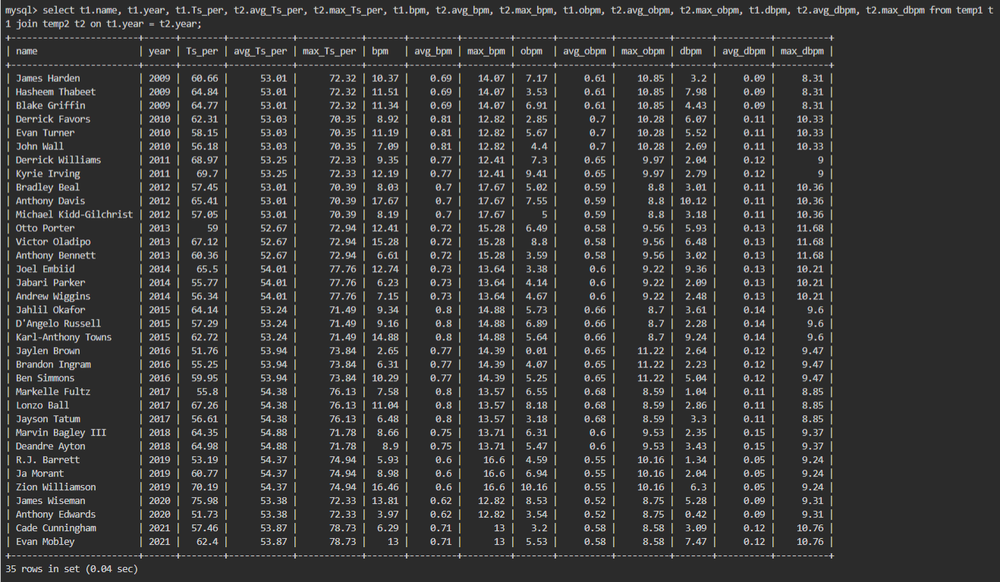 mysql> select t1.name, t1.year, t1.Ts_per, t2.avg_Ts_per, t2.max_Ts_per, t1.bpm, t2.avg_bpm, t2.max_bpm, t1.obpm, t2.avg_obpm, t2.max_obpm, t1.dbpm, t2.avg_dbpm, t2.max_dbpm from temp1 t
1 join temp2 t2 on t1.year = t2.year;
| name | year | Ts_per | avg_Ts_per | max_Ts_per | bpm | avg_bpm | max_bpm | obpm | avg_obpm | max_obpm | dbpm | avg_dbpm | max_dbpm |
| James Harden | 2009 | 60.66 | 53.01 | 72.32 | 10.37 | 0.69 | 14.07 | 7.17 | 0.61 | 10.85 | 3.2 | 0.09 | 8.31 |
| Hasheem Thabeet | 2009 | 64.84 | 53.01 | 72.32 | 11.51 | 0.69 | 14.07 | 3.53 | 0.61 | 10.85 | 7.98 | 0.09 | 8.31 |
| Blake Griffin | 2009 | 64.77 | 53.01 | 72.32 | 11.34 | 0.69 | 14.07 | 6.91 | 0.61 | 10.85 | 4.43 | 0.09 | 8.31 |
| Derrick Favors | 2010 | 62.31 | 53.03 | 70.35 | 8.92 | 0.81 | 12.82 | 2.85 | 0.7 | 10.28 | 6.07 | 0.11 | 10.33 |
| Evan Turner | 2010 | 58.15 | 53.03 | 70.35 | 11.19 | 0.81 | 12.82 | 5.67 | 0.7 | 10.28 | 5.52 | 0.11 | 10.33 |
| John Wall | 2010 | 56.18 | 53.03 | 70.35 | 7.09 | 0.81 | 12.82 | 4.4 | 0.7 | 10.28 | 2.69 | 0.11 | 10.33 |
| Derrick Williams | 2011 | 68.97 | 53.25 | 72.33 | 9.35 | 0.77 | 12.41 | 7.3 | 0.65 | 9.97 | 2.04 | 0.12 | 9 |
| Kyrie Irving | 2011 | 69.7 | 53.25 | 72.33 | 12.19 | 0.77 | 12.41 | 9.41 | 0.65 | 9.97 | 2.79 | 0.12 | 9 |
| Bradley Beal | 2012 | 57.45 | 53.01 | 70.39 | 8.03 | 0.7 | 17.67 | 5.02 | 0.59 | 8.8 | 3.01 | 0.11 | 10.36 |
| Anthony Davis | 2012 | 65.41 | 53.01 | 70.39 | 17.67 | 0.7 | 17.67 | 7.55 | 0.59 | 8.8 | 10.12 | 0.11 | 10.36 |
| Michael Kidd-Gilchrist | 2012 | 57.05 | 53.01 | 70.39 | 8.19 | 0.7 | 17.67 | 5 | 0.59 | 8.8 | 3.18 | 0.11 | 10.36 |
| Otto Porter | 2013 | 59 | 52.67 | 72.94 | 12.41 | 0.72 | 15.28 | 6.49 | 0.58 | 9.56 | 5.93 | 0.13 | 11.68 |
| Victor Oladipo | 2013 | 67.12 | 52.67 | 72.94 | 15.28 | 0.72 | 15.28 | 8.8 | 0.58 | 9.56 | 6.48 | 0.13 | 11.68 |
| Anthony Bennett | 2013 | 60.36 | 52.67 | 72.94 | 6.61 | 0.72 | 15.28 | 3.59 | 0.58 | 9.56 | 3.02 | 0.13 | 11.68 |
| Joel Embiid | 2014 | 65.5 | 54.01 | 77.76 | 12.74 | 0.73 | 13.64 | 3.38 | 0.6 | 9.22 | 9.36 | 0.13 | 10.21 |
| Jabari Parker | 2014 | 55.77 | 54.01 | 77.76 | 6.23 | 0.73 | 13.64 | 4.14 | 0.6 | 9.22 | 2.09 | 0.13 | 10.21 |
| Andrew Wiggins | 2014 | 56.34 | 54.01 | 77.76 | 7.15 | 0.73 | 13.64 | 4.67 | 0.6 | 9.22 | 2.48 | 0.13 | 10.21 |
| Jahlil Okafor | 2015 | 64.14 | 53.24 | 71.49 | 9.34 | 0.8 | 14.88 | 5.73 | 0.66 | 8.7 | 3.61 | 0.14 | 9.6 |
| D'Angelo Russell | 2015 | 57.29 | 53.24 | 71.49 | 9.16 | 0.8 | 14.88 | 6.89 | 0.66 | 8.7 | 2.28 | 0.14 | 9.6 |
| Karl-Anthony Towns | 2015 | 62.72 | 53.24 | 71.49 | 14.88 | 0.8 | 14.88 | 5.64 | 0.66 | 8.7 | 9.24 | 0.14 | 9.6 |
| Jaylen Brown | 2016 | 51.76 | 53.94 | 73.84 | 2.65 | 0.77 | 14.39 | 0.01 | 0.65 | 11.22 | 2.64 | 0.12 | 9.47 |
| Brandon Ingram | 2016 | 55.25 | 53.94 | 73.84 | 6.31 | 0.77 | 14.39 | 4.07 | 0.65 | 11.22 | 2.23 | 0.12 | 9.47 |
| Ben Simmons | 2016 | 59.95 | 53.94 | 73.84 | 10.29 | 0.77 | 14.39 | 5.25 | 0.65 | 11.22 | 5.04 | 0.12 | 9.47 |
| Markelle Fultz | 2017 | 55.8 | 54.38 | 76.13 | 7.58 | 0.8 | 13.57 | 6.55 | 0.68 | 8.59 | 1.04 | 0.11 | 8.85 |
| Lonzo Ball | 2017 | 67.26 | 54.38 | 76.13 | 11.04 | 0.8 | 13.57 | 8.18 | 0.68 | 8.59 | 2.86 | 0.11 | 8.85 |
| Jayson Tatum | 2017 | 56.61 | 54.38 | 76.13 | 6.48 | 0.8 | 13.57 | 3.18 | 0.68 | 8.59 | 3.3 | 0.11 | 8.85 |
| Marvin Bagley III | 2018 | 64.35 | 54.88 | 71.78 | 8.66 | 0.75 | 13.71 | 6.31 | 0.6 | 9.53 | 2.35 | 0.15 | 9.37 |
| Deandre Ayton | 2018 | 64.98 | 54.88 | 71.78 | 8.9 | 0.75 | 13.71 | 5.47 | 0.6 | 9.53 | 3.43 | 0.15 | 9.37 |
| R.J. Barrett | 2019 | 53.19 | 54.37 | 74.94 | 5.93 | 0.6 | 16.6 | 4.59 | 0.55 | 10.16 | 1.34 | 0.05 | 9.24 |
| Ja Morant | 2019 | 60.77 | 54.37 | 74.94 | 8.98 | 0.6 | 16.6 | 6.94 | 0.55 | 10.16 | 2.04 | 0.05 | 9.24 |
| Zion Williamson | 2019 | 70.19 | 54.37 | 74.94 | 16.46 | 0.6 | 16.6 | 10.16 | 0.55 | 10.16 | 6.3 | 0.05 | 9.24 |
| James Wiseman | 2020 | 75.98 | 53.38 | 72.33 | 13.81 | 0.62 | 12.82 | 8.53 | 0.52 | 8.75 | 5.28 | 0.09 | 9.31 |
| Anthony Edwards | 2020 | 51.73 | 53.38 | 72.33 | 3.97 | 0.62 | 12.82 | 3.54 | 0.52 | 8.75 | 0.42 | 0.09 | 9.31 |
| Cade Cunningham | 2021 | 57.46 | 53.87 | 78.73 | 6.29 | 0.71 | 13 | 3.2 | 0.58 | 8.58 | 3.09 | 0.12 | 10.76 |
| Evan Mobley | 2021 | 62.4 | 53.87 | 78.73 | 13 | 0.71 | 13 | 5.53 | 0.58 | 8.58 | 7.47 | 0.12 | 10.76 |
35 rows in set (0.04 sec)